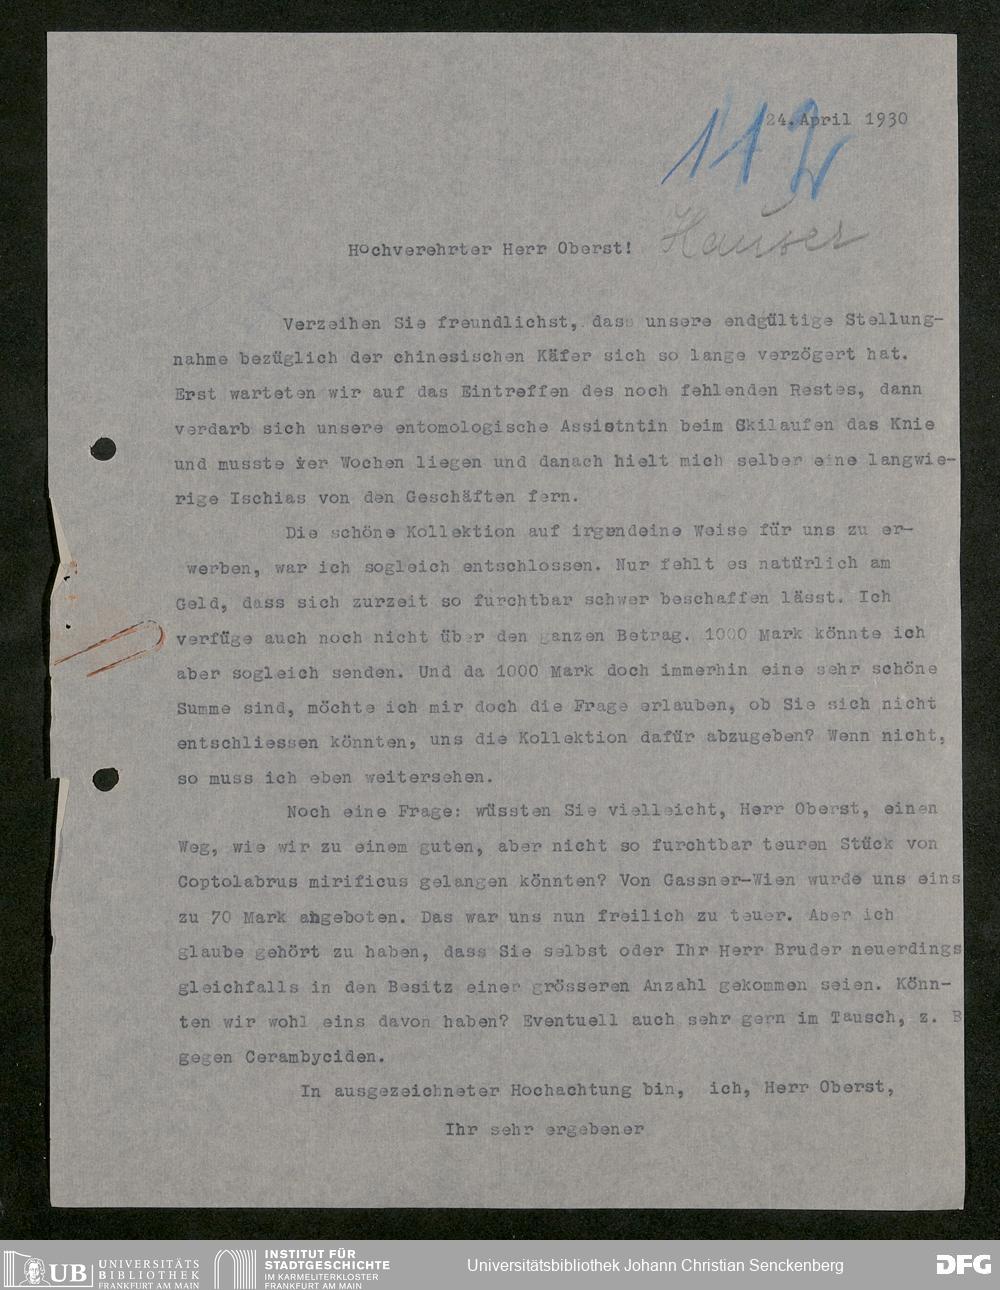 24. April 1930
Hauser
Hochverehrter Herr Oberst!
Verzeihen Sie freundlichst, dass unsere endgültige Stellung-
nahme bezüglich der chinesischen Käfer sich so lange verzögert hat.
Erst warteten wir auf das Eintreffen des noch fehlenden Restes, dann
verdarb sich unsere entomologische Assistntin beim Skilaufen das Knie
und musste ver Wochen liegen und danach hielt mich selber eine langwie-
rige Ischias von den Geschäften fern.
Die schöne Kollektion auf irgendeine Weise für uns zu er-
werben, war ich sogleich entschlossen. Nur fehlt es natürlich am
Geld, dass sich zurzeit so furchtbar schwer beschaffen lässt. Ich
verfüge auch noch nicht über den ganzen Betrag. 1000 Mark könnte ich
aber sogleich senden. Und da 1000 Mark doch immerhin eine sehr schöne
Summe sind, möchte ich mir doch die Frage erlauben, ob Sie sich nicht
entschliessen könnten, uns die Kollektion dafür abzugeben? Wenn nicht,
so muss ich eben weitersehen.
Noch eine Frage: wüssten Sie vielleicht, Herr Oberst, einen
Weg, wie wir zu einem guten, aber nicht so furchtbar teuren Stück von
Coptolabrus mirificus gelangen könnten? Von Gassner-Wien wurde uns eins
zu 70 Mark angeboten. Das war uns nun freilich zu teuer. Aber ich
glaube gehört zu haben, dass Sie selbst oder Ihr Herr Bruder neuerdings
gleichfalls in den Besitz einer grösseren Anzahl gekommen seien. Könn-
ten wir wohl eins davon haben? Eventuell auch sehr gern im Tausch, z. B
gegen Cerambyciden.
In ausgezeichneter Hochachtung bin, ich, Herr Oberst,
Ihr sehr ergebener
UB UNIVERSITÄTS
BIBLIOTHEK
FRANKFURT AM MAIN
INSTITUT FÜR
STADTGESCHICHTE
IM KARMELITERKLOSTER
FRANKFURT AM MAIN
Universitätsbibliothek Johann Christian Senckenberg
DFG